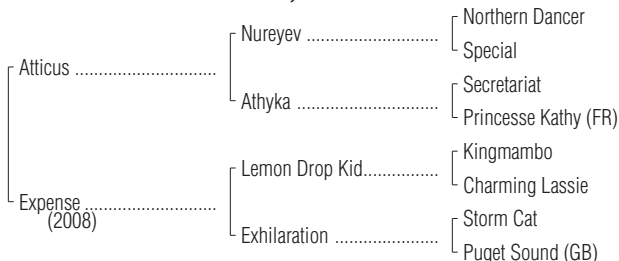 Northern Dancer
Nureyev ..........................
Special
Atticus ............................
Secretariat
Athyka ............................
Princesse Kathy (FR)
Kingmambo
Lemon Drop Kid...............
Charming Lassie
Expense ..........................
(2008)
Storm Cat
Exhilaration .....................
Puget Sound (GB)